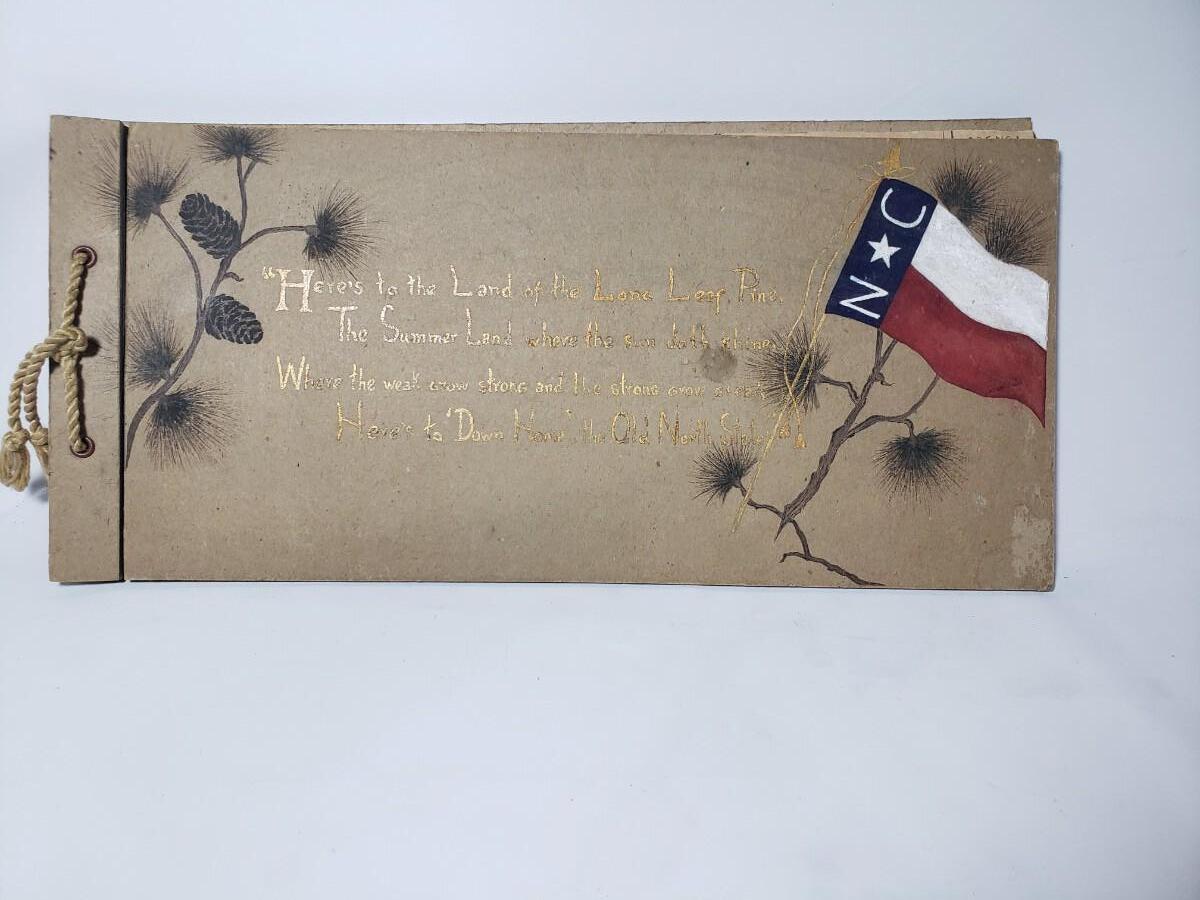 "Here's to the Land of the Long Leaf Pine,
The Summer Land where the sun doth shine,
Where the weak grow strong and the strong grow great,
Here's to "Down Home", the Old North State."
N C